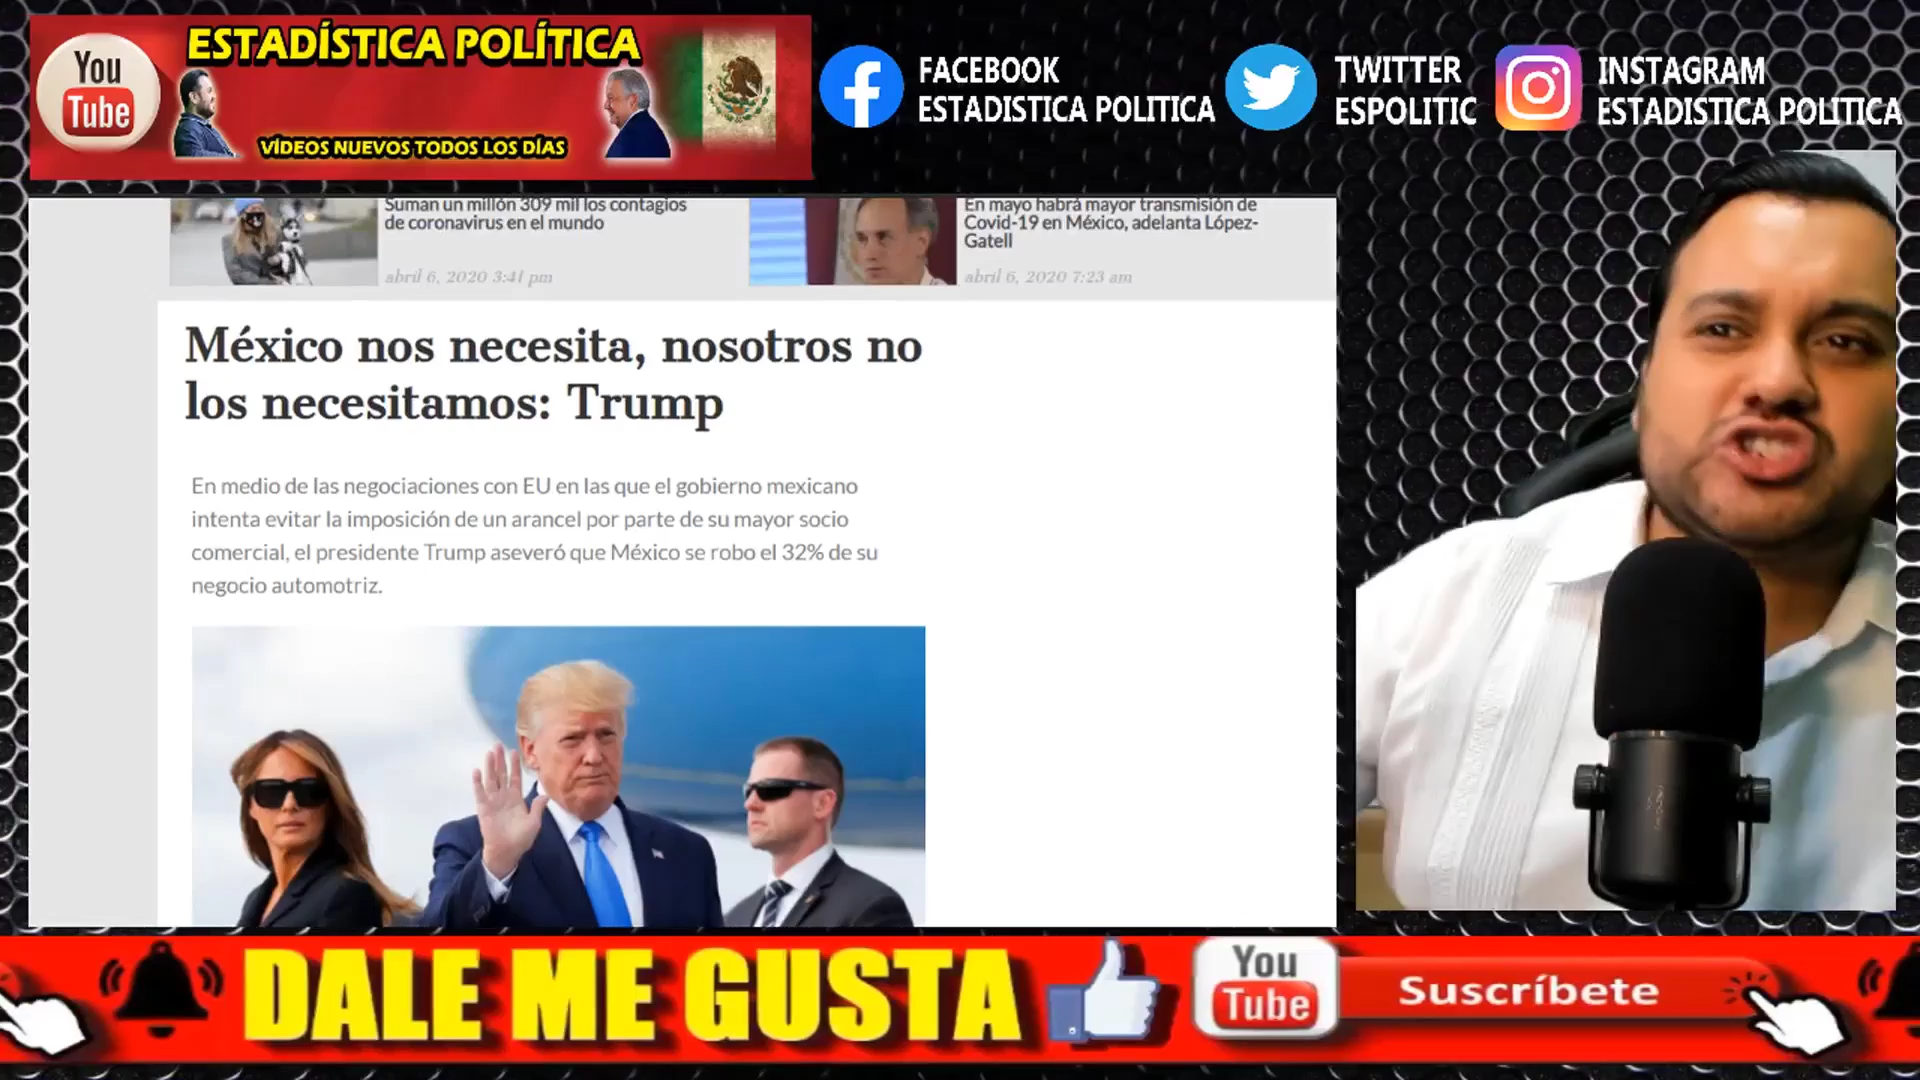 You
Tube
ESTADÍSTICA POLÍTICA
VÍDEOS NUEVOS TODOS LOS DÍAS
FACEBOOK
ESTADISTICA POLITICA
TWITTER
ESPOLITIC
INSTAGRAM
ESTADISTICA POLITICA
Suman un millón 309 mil los contagios
de coronavirus en el mundo
abril 6, 2020 3:41 pm
En mayo habrá mayor transmisión de
Covid-19 en México, adelanta López-
Gatell
abril 6, 2020 7:23 am
México nos necesita, nosotros no
los necesitamos: Trump
En medio de las negociaciones con EU en las que el gobierno mexicano
intenta evitar la imposición de un arancel por parte de su mayor socio
comercial, el presidente Trump aseveró que México se robo el 32% de su
negocio automotriz.
DALE ME GUSTA
You
Tube
Suscríbete